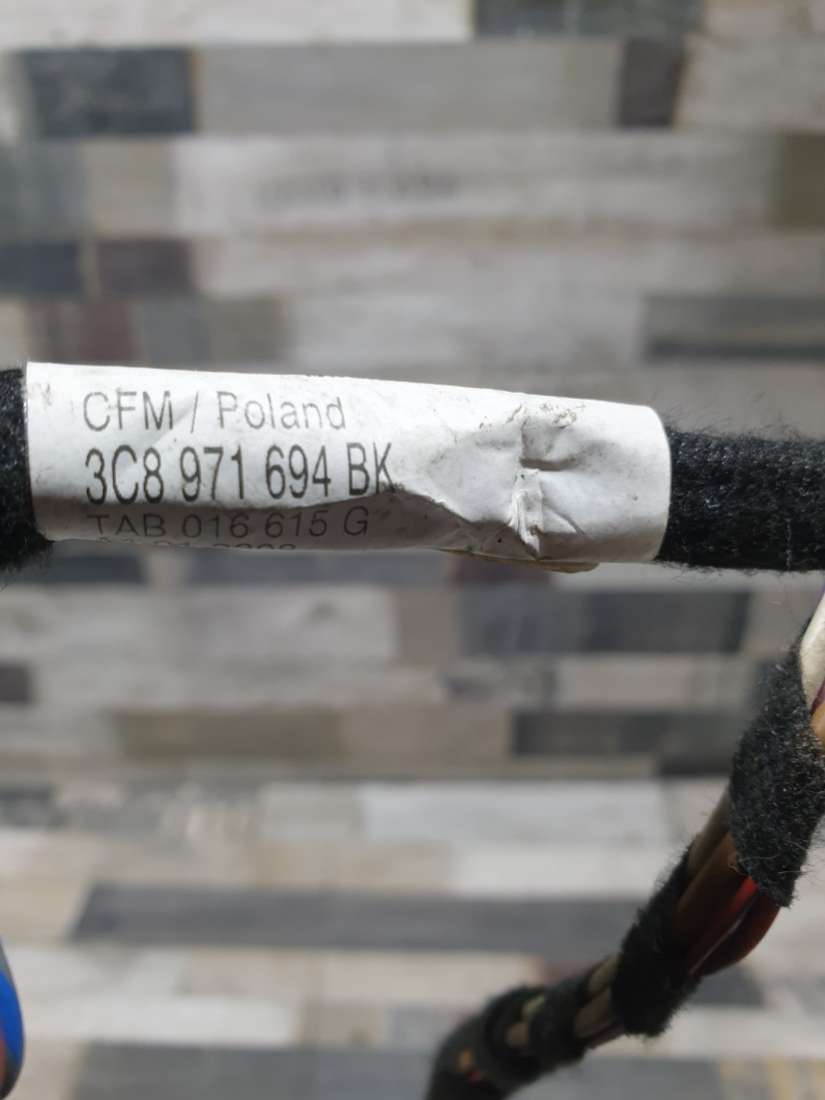 CFM / Poland
3C8 971 694 BK
TAB 016 615 G